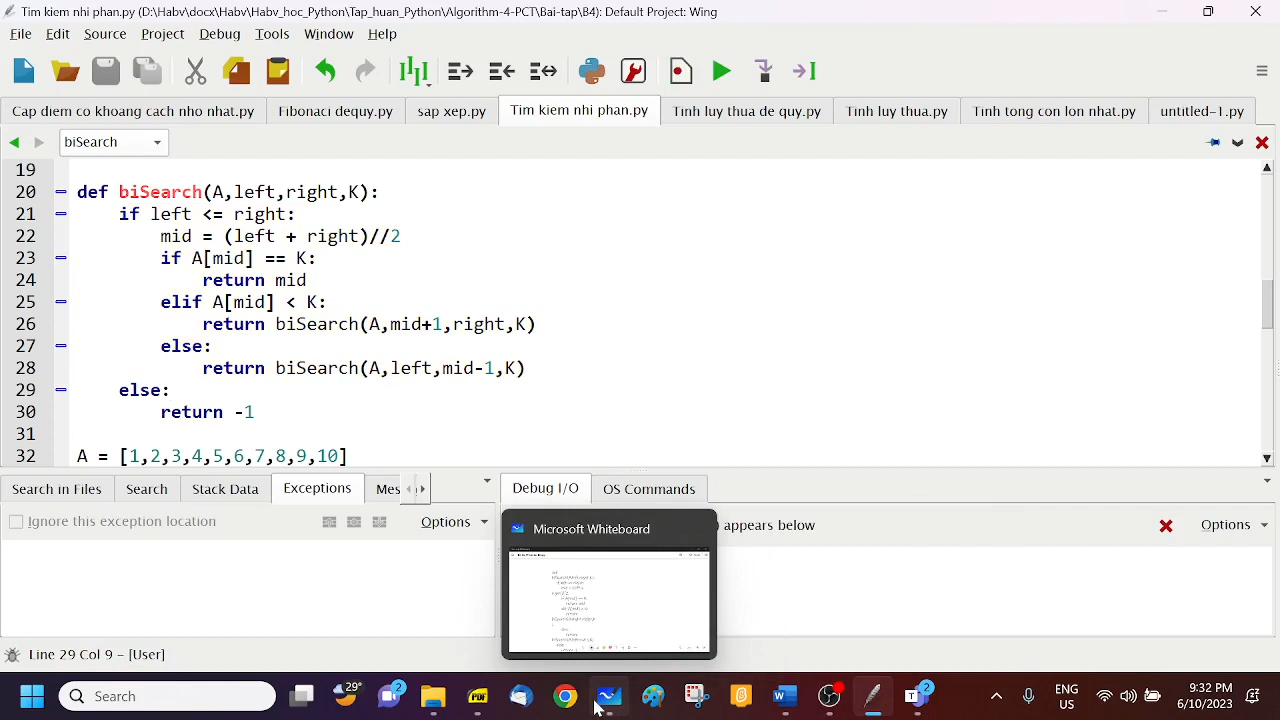 Tim kiem nhi phan.py (D:\Habv\docx\Habv\Habv_hoc_Python\Tap_huan_Python\Algorithm-4-PCT\Bai-tap\B4): Default Project: Wing
File Edit Source Project Debug Tools Window Help
Cap diem co khoang cach nho nhat.py Fibonaci dequy.py sap xep.py Tim kiem nhi phan.py Tinh luy thua de quy.py Tinh luy thua.py Tinh tong con lon nhat.py untitled-1.py
biSearch
19
20 def biSearch(A,left,right,K):
21 if left <= right:
22 mid = (left + right)//2
23 if A[mid] == K:
24 return mid
25 elif A[mid] < K:
26 return biSearch(A,mid+1,right,K)
27 else:
28 return biSearch(A,left,mid-1,K)
29 else:
30 return -1
31
32 A = [1,2,3,4,5,6,7,8,9,10]
Search in Files Search Stack Data Exceptions Mes Debug I/O OS Commands
Ignore this exception location Options Microsoft Whiteboard appears below Options
Line 29 Col 9 - [User]
Search 29° 2 PDF 2 ENG US 9:32 PM 6/10/2023